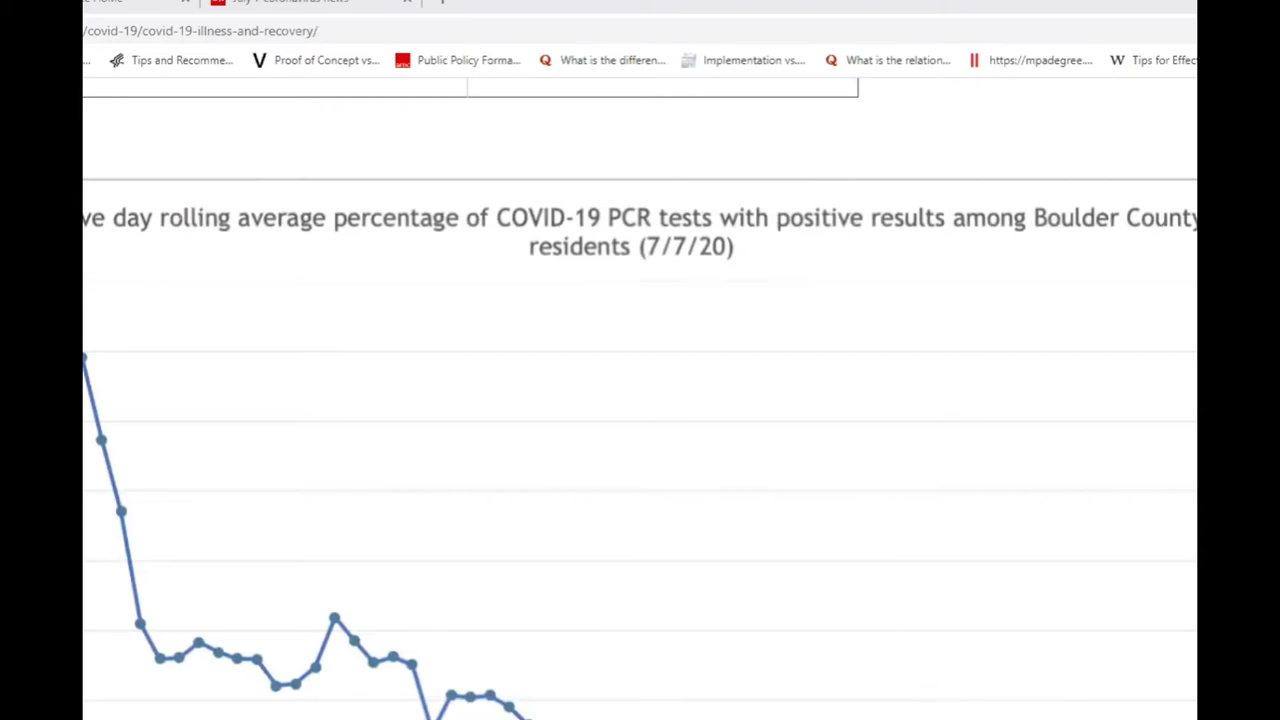 /covid-19/covid-19-illness-and-recovery/
... Tips and Recomme... Proof of Concept vs... Public Policy Forma... What is the differen... Implementation vs.... What is the relation... https://mpadegree.... Tips for Effec
ve day rolling average percentage of COVID-19 PCR tests with positive results among Boulder County
residents (7/7/20)